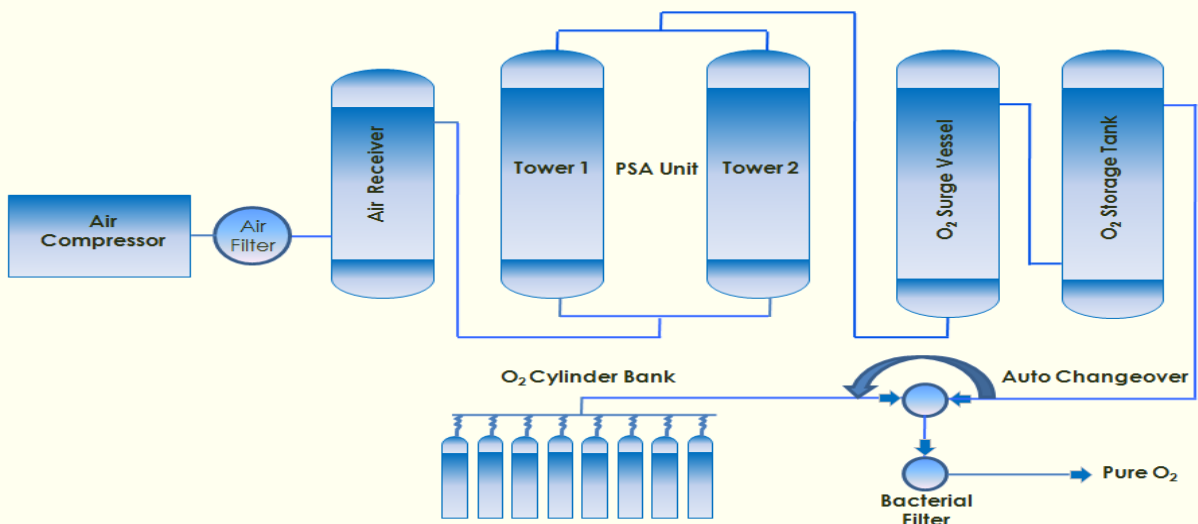 Air
Compressor
Air
Filter
Air Receiver
Tower 1
PSA Unit
Tower 2
O₂ Surge Vessel
O₂ Storage Tank
O₂ Cylinder Bank
Auto Changeover
Pure O₂
Bacterial
Filter